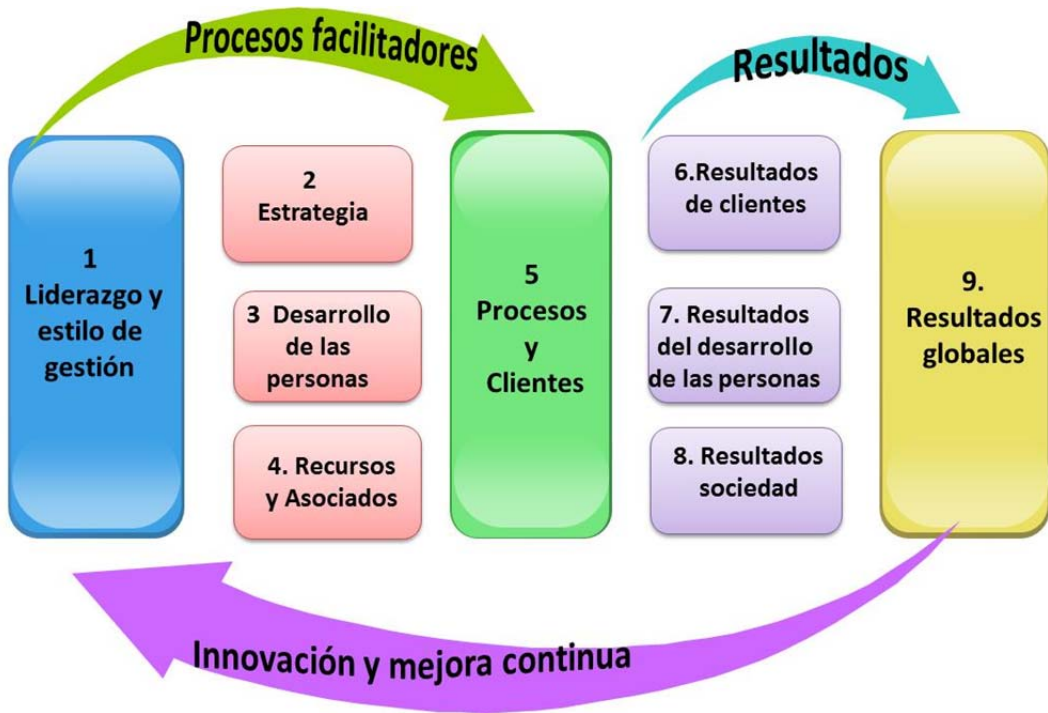 Procesos facilitadores
Resultados
1
Liderazgo y
estilo de
gestión
2
Estrategia
3 Desarrollo
de las
personas
4. Recursos
y Asociados
5
Procesos
y
Clientes
6.Resultados
de clientes
7. Resultados
del desarrollo
de las personas
8. Resultados
sociedad
9.
Resultados
globales
Innovación y mejora continua